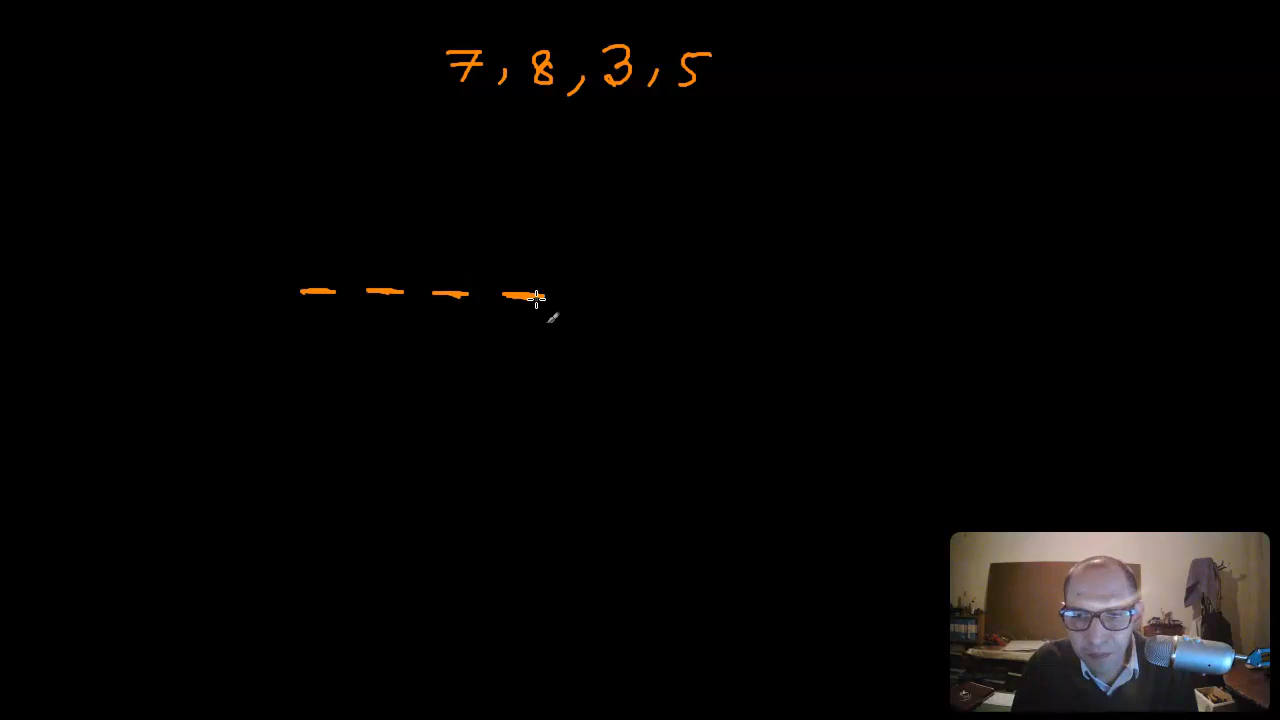 7, 8, 3, 5
_ _ _ _